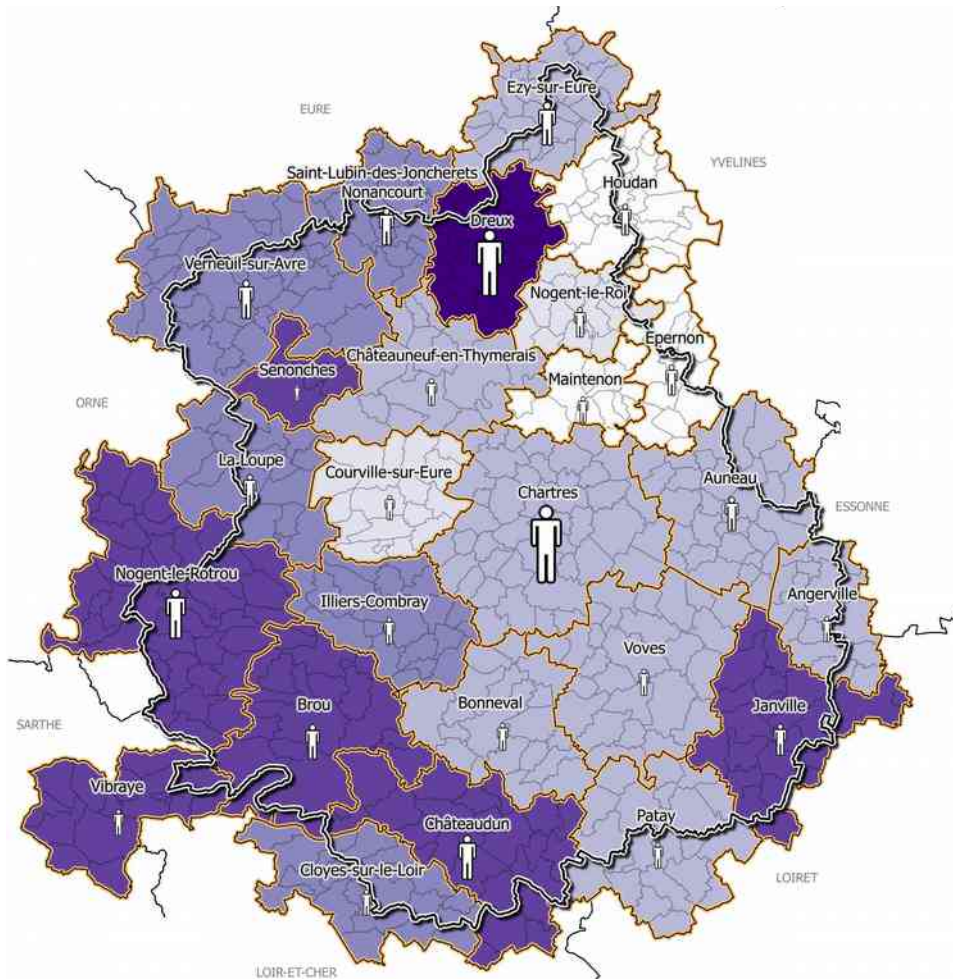 Ezy-sur-Eure
EURE
YVELINES
Saint-Lubin-des-Joncherets
Nonancourt
Houdan
Dreux
Verneuil-sur-Avre
Nogent-le-Roi
Epernon
Châteauneuf-en-Thymerais
Senonches
Maintenon
ORNE
La-Loupe
Courville-sur-Eure
Chartres
Auneau
ESSONNE
Nogent-le-Rotrou
Illiers-Combray
Angerville
Voves
Brou
Bonneval
Janville
SARTHE
Vibraye
Châteaudun
Patay
Cloyes-sur-le-Loir
LOIRET
LOIR-ET-CHER